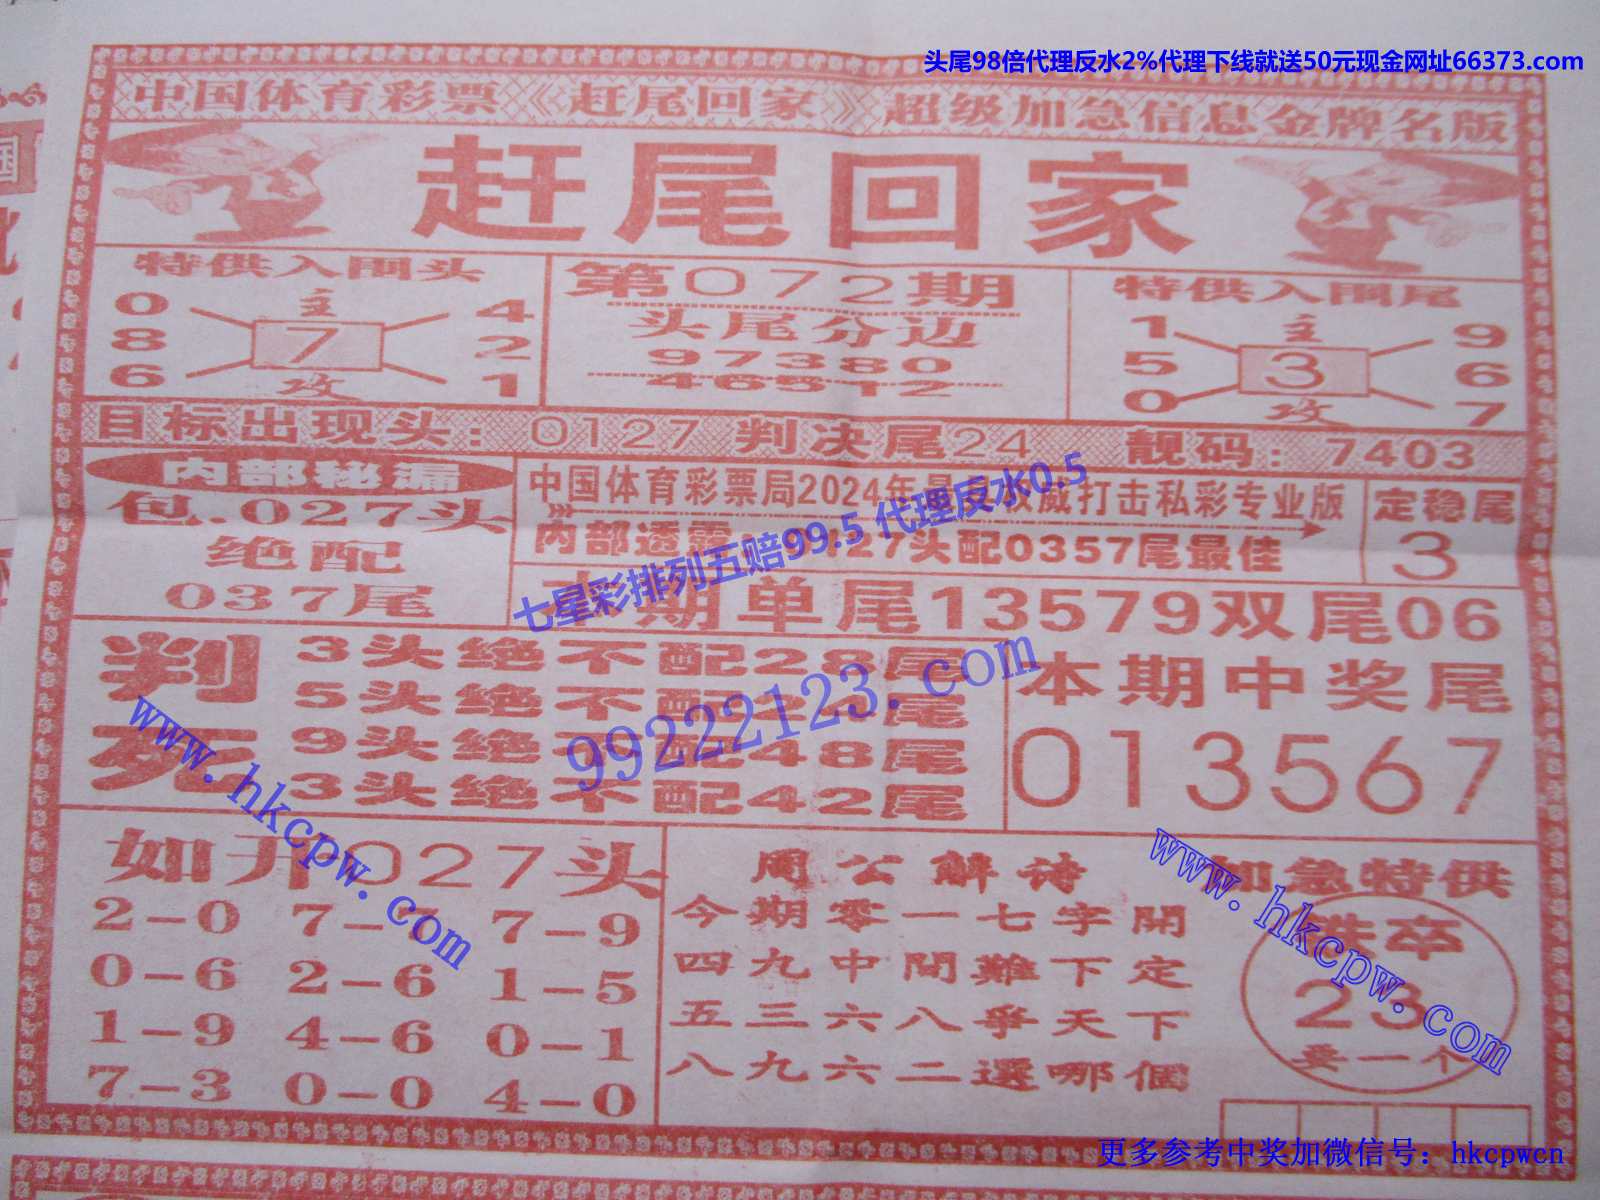 头尾98倍代理反水2%代理下线就送50元现金网址66373.com
中国体育彩票《赶尾回家》超级加急信息金牌名版
赶尾回家
特供入围头
0 主 4
8 7 2
6 攻 1
第072期
头尾分边
97380
46512
特供入围尾
1 主 9
5 3 6
0 攻 7
目标出现头：0127 判决尾24 靓码：7403
内部秘漏
包.027头
绝配
037尾
中国体育彩票局2024年 威打击私彩专业版
内部透露 27头配0357尾最佳
定稳尾
3
七星彩排列五赔99.5 代理反水0.5
本期单尾13579双尾06
判死
3头绝不配28尾
5头绝不配 尾
9头绝不配48尾
3头绝不配42尾
99222123.com
本期中奖尾
013567
www.hkcpw.com
如开027头
2-0 7-7 7-9
0-6 2-6 1-5
1-9 4-6 0-1
7-3 0-0 4-0
周公解诗
今期零一七字開
四九中間難下定
五三六八爭天下
八九六二選哪個
www.hkcpw.com
加急特供
铁卒
23
卖一个
更多参考中奖加微信号：hkcpwcn